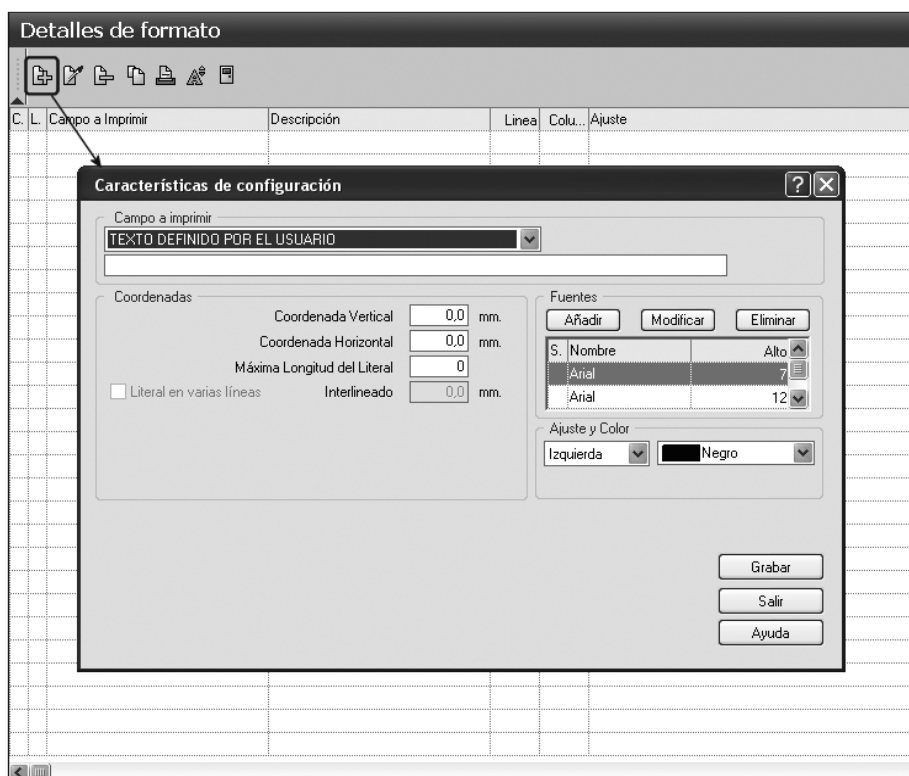 Detalles de formato
C. L. Campo a Imprimir Descripción Linea Colu... Ajuste
Características de configuración
Campo a imprimir
TEXTO DEFINIDO POR EL USUARIO
Coordenadas
Coordenada Vertical 0,0 mm.
Coordenada Horizontal 0,0 mm.
Máxima Longitud del Literal 0
Literal en varias líneas Interlineado 0,0 mm.
Fuentes
Añadir Modificar Eliminar
S. Nombre Alto
Arial 7
Arial 12
Ajuste y Color
Izquierda Negro
Grabar
Salir
Ayuda